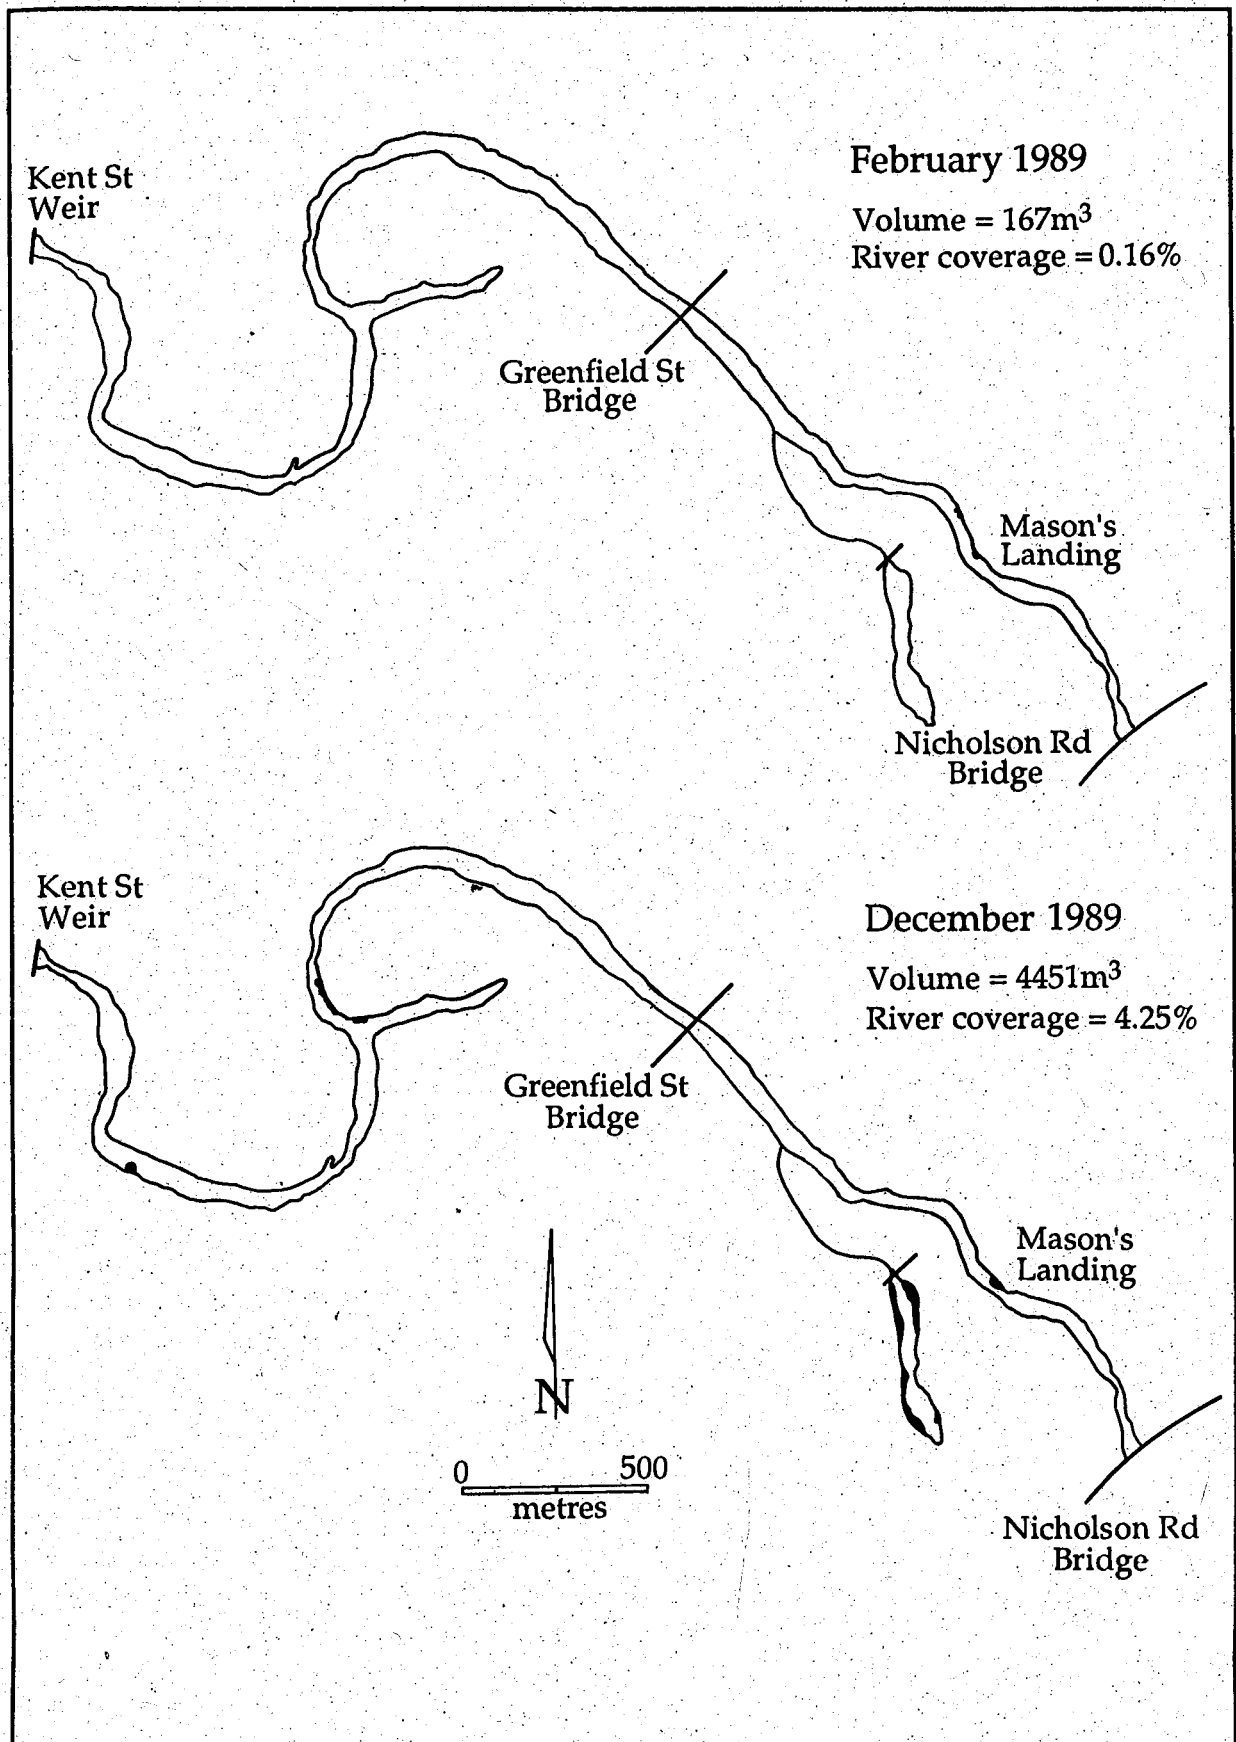 Kent St
Weir
February 1989
Volume = 167m³
River coverage = 0.16%
Greenfield St
Bridge
Mason's
Landing
Nicholson Rd
Bridge
Kent St
Weir
December 1989
Volume = 4451m³
River coverage = 4.25%
Greenfield St
Bridge
Mason's
Landing
N
0 500
metres
Nicholson Rd
Bridge